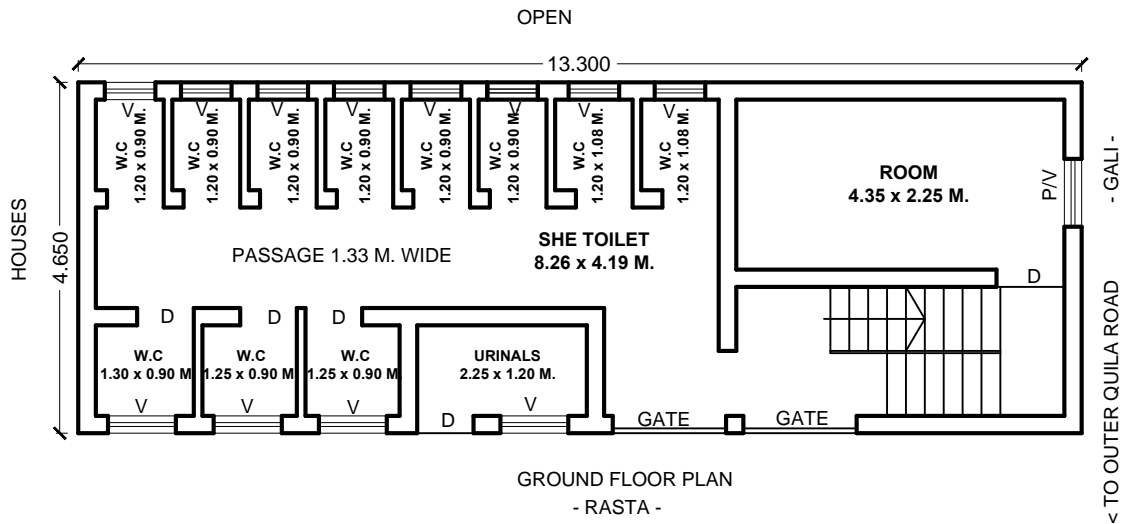 OPEN
13.300
V
V
V
V
V
V
V
V
W.C
1.20 x 0.90 M.
W.C
1.20 x 0.90 M.
W.C
1.20 x 0.90 M.
W.C
1.20 x 0.90 M.
W.C
1.20 x 0.90 M.
W.C
1.20 x 0.90 M.
W.C
1.20 x 1.08 M.
W.C
1.20 x 1.08 M.
ROOM
4.35 x 2.25 M.
P/V
- GALI -
HOUSES
4.650
PASSAGE 1.33 M. WIDE
SHE TOILET
8.26 x 4.19 M.
D
D
D
D
W.C
1.30 x 0.90 M.
W.C
1.25 x 0.90 M.
W.C
1.25 x 0.90 M.
URINALS
2.25 x 1.20 M.
V
V
V
D
V
GATE
GATE
< TO OUTER QUILA ROAD
GROUND FLOOR PLAN
- RASTA -